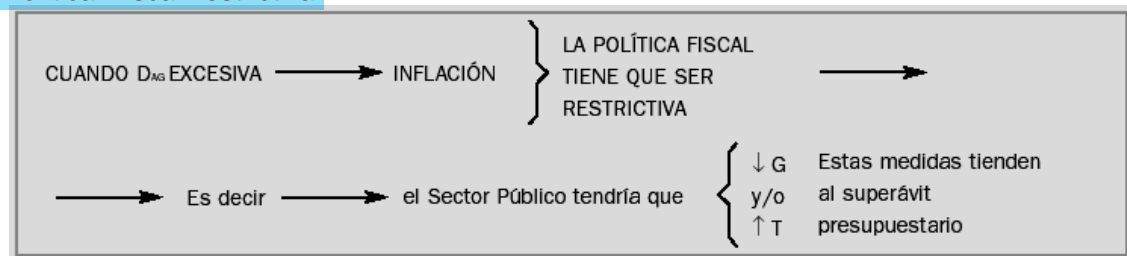 CUANDO DAG EXCESIVA → INFLACIÓN } LA POLÍTICA FISCAL
TIENE QUE SER →
RESTRICTIVA
→ Es decir → el Sector Público tendría que { ↓ G Estas medidas tienden
y/o al superávit
↑ T presupuestario